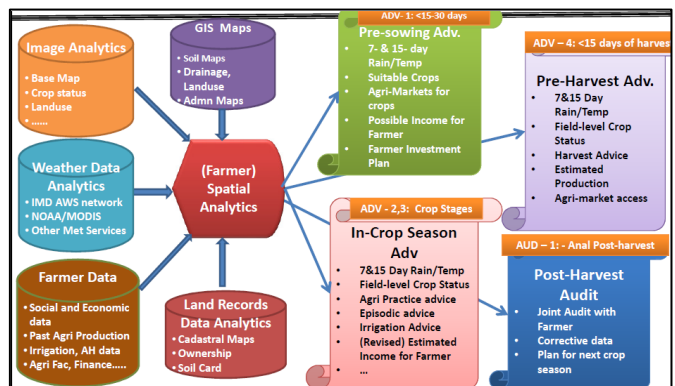 Image Analytics
• Base Map
• Crop status
• Landuse
• ......
GIS Maps
• Soil Maps
• Drainage,
Landuse
• Admn Maps
Weather Data
Analytics
• IMD AWS network
• NOAA/MODIS
• Other Met Services
(Farmer)
Spatial
Analytics
Farmer Data
• Social and Economic
data
• Past Agri Production
• Irrigation, AH data
• Agri Fac, Finance.....
Land Records
Data Analytics
• Cadastral Maps
• Ownership
• Soil Card
ADV- 1: <15-30 days
Pre-sowing Adv.
• 7- & 15- day
Rain/Temp
• Suitable Crops
• Agri-Markets for
crops
• Possible Income for
Farmer
• Farmer Investment
Plan
ADV - 2,3: Crop Stages
In-Crop Season
Adv
• 7&15 Day Rain/Temp
• Field-level Crop Status
• Agri Practice advice
• Episodic advice
• Irrigation Advice
• (Revised) Estimated
Income for Farmer
• ...
ADV – 4: <15 days of harvest
Pre-Harvest Adv.
• 7&15 Day
Rain/Temp
• Field-level Crop
Status
• Harvest Advice
• Estimated
Production
• Agri-market access
AUD – 1: - Anal Post-harvest
Post-Harvest
Audit
• Joint Audit with
Farmer
• Corrective data
• Plan for next crop
season